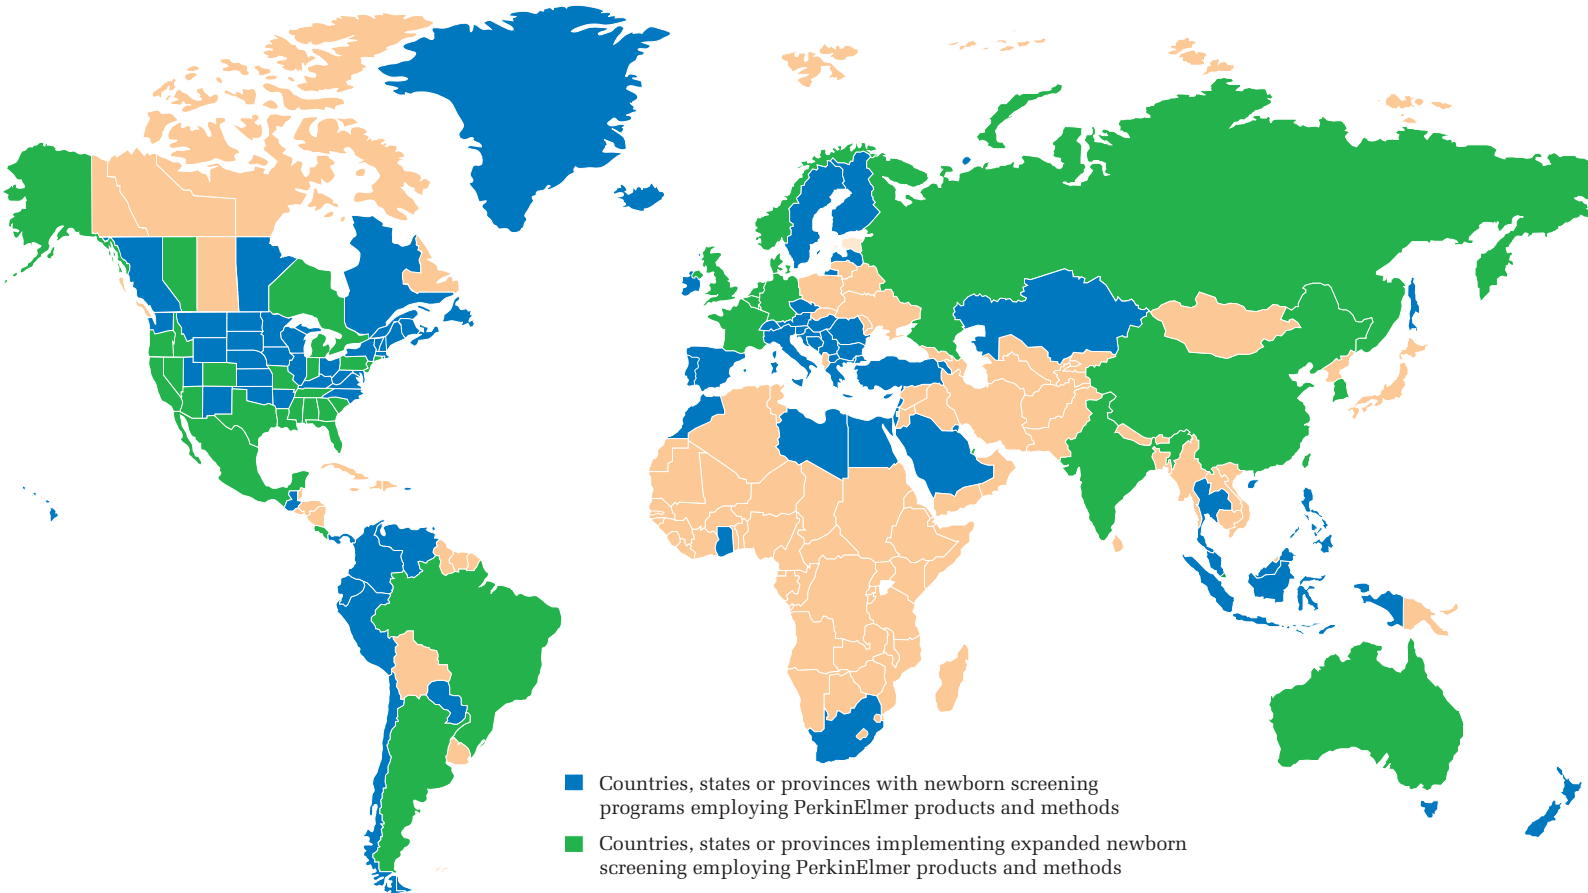 Countries, states or provinces with newborn screening
programs employing PerkinElmer products and methods
Countries, states or provinces implementing expanded newborn
screening employing PerkinElmer products and methods